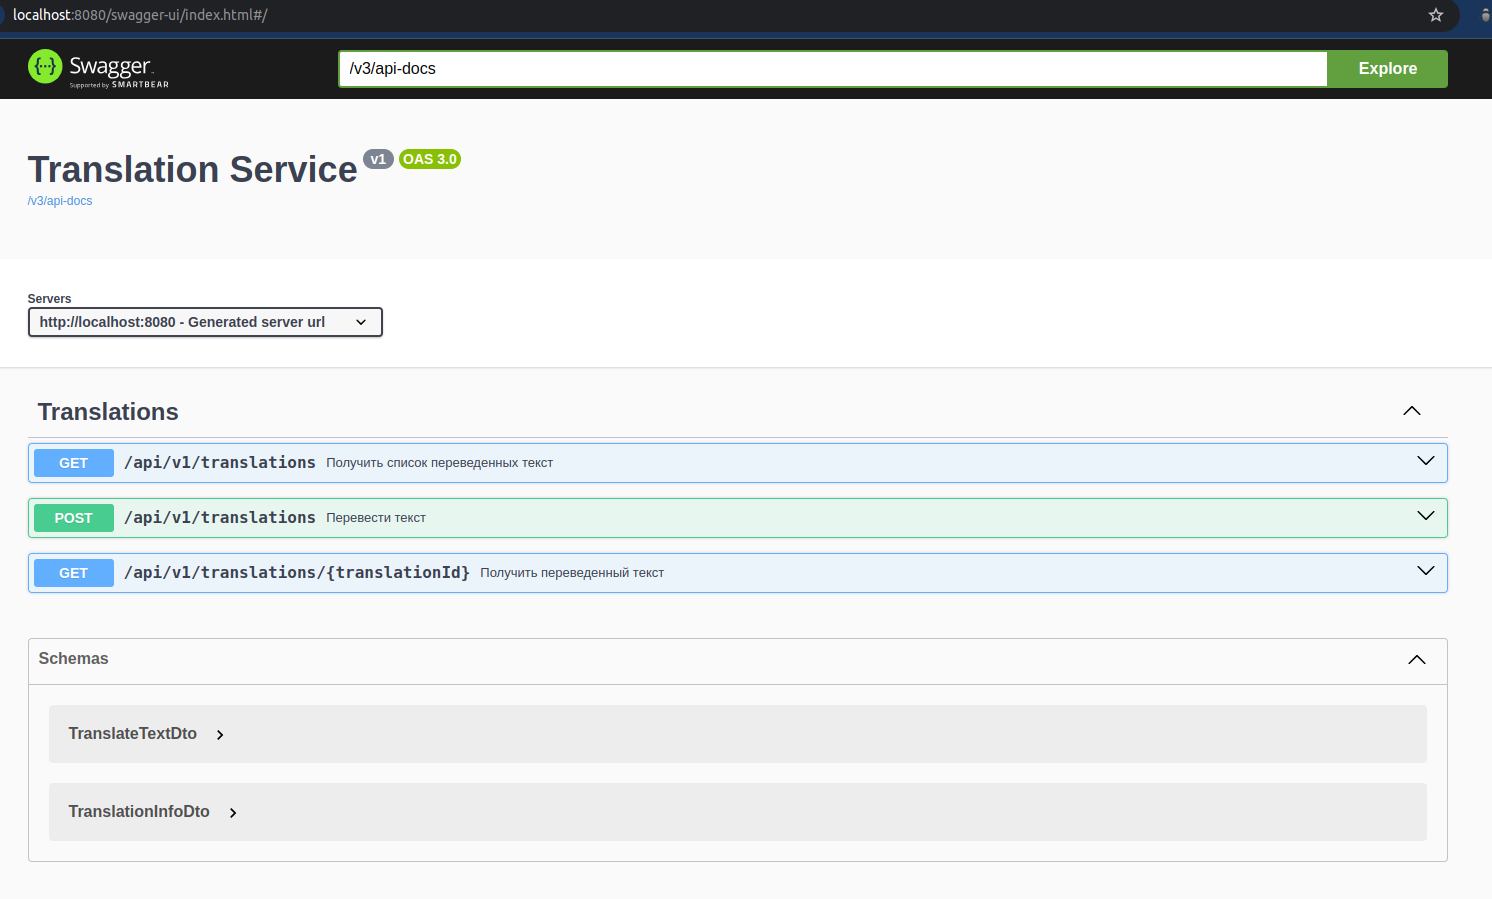 localhost:8080/swagger-ui/index.html#/
{...} Swagger
Supported by SMARTBEAR
/v3/api-docs
Explore
Translation Service v1 OAS 3.0
/v3/api-docs
Servers
http://localhost:8080 - Generated server url
Translations
GET /api/v1/translations Получить список переведенных текст
POST /api/v1/translations Перевести текст
GET /api/v1/translations/{translationId} Получить переведенный текст
Schemas
TranslateTextDto
TranslationInfoDto